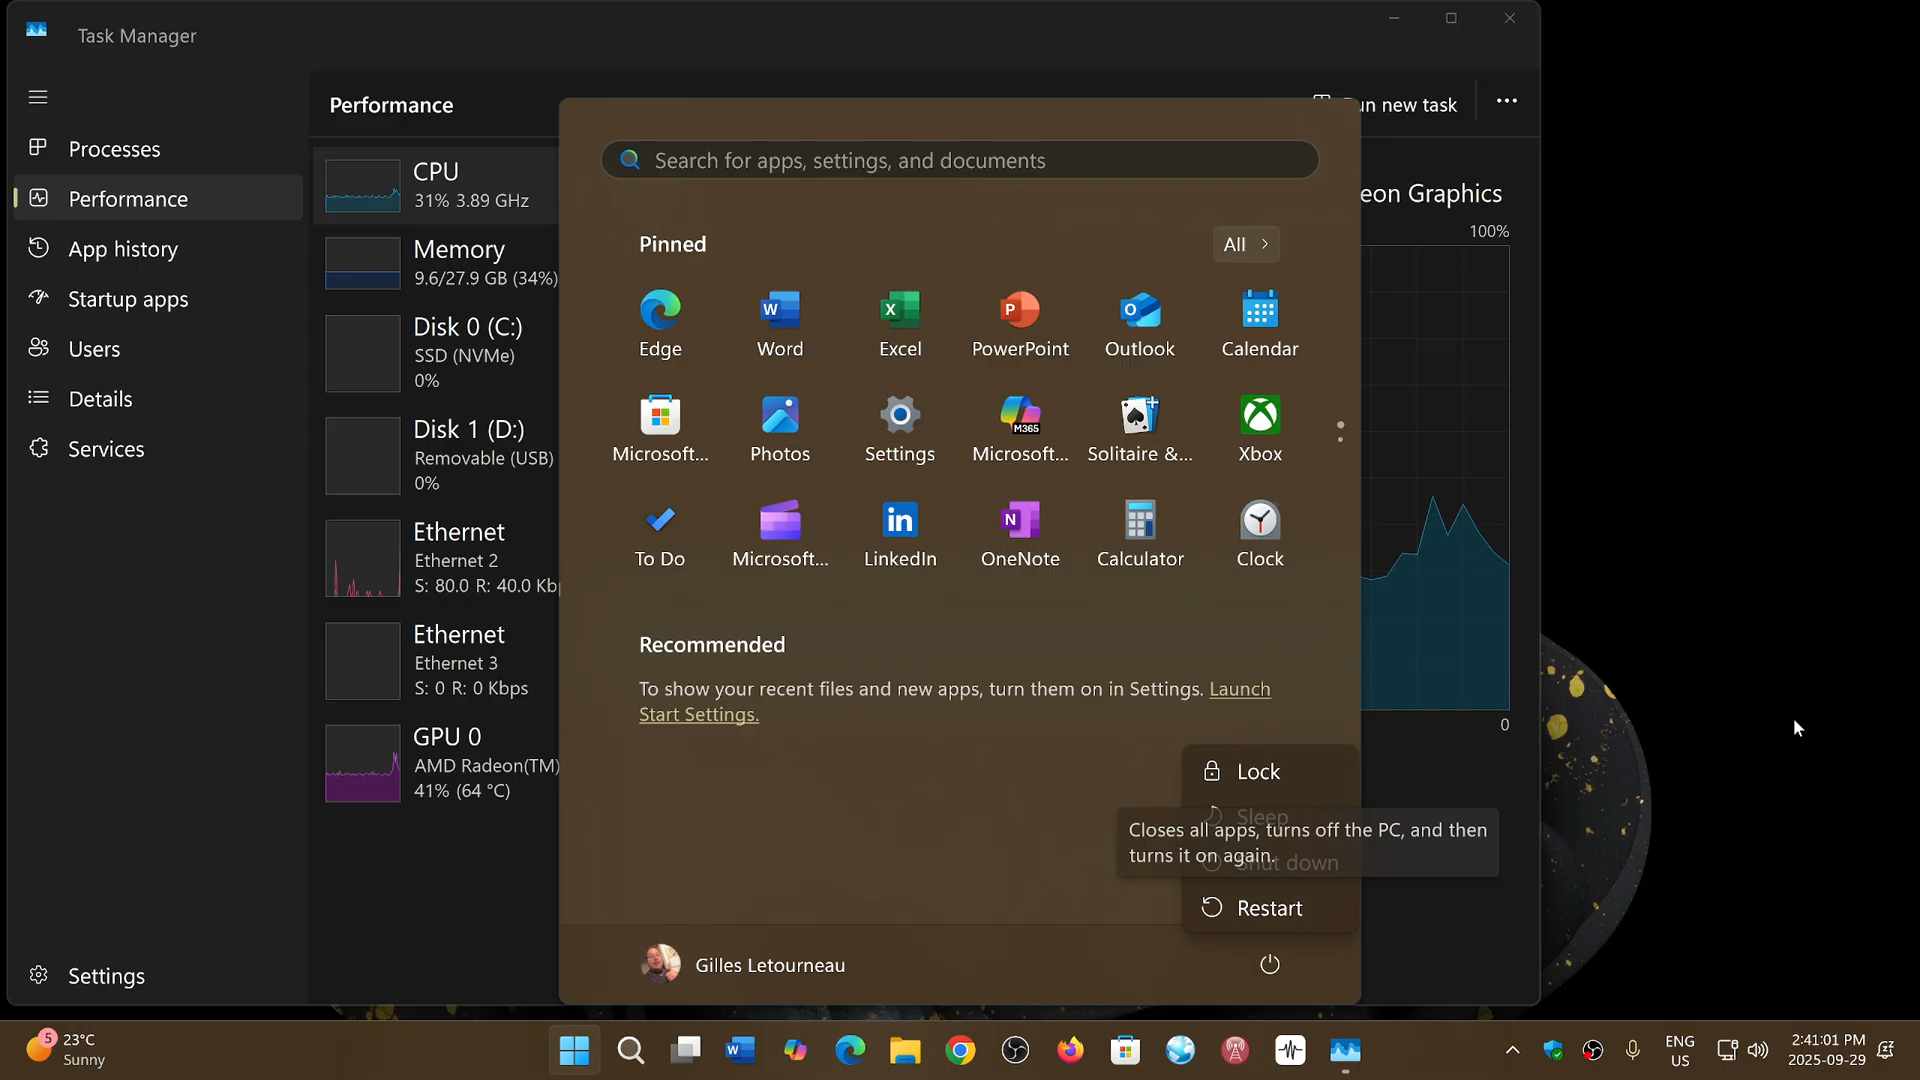 Task Manager
Processes
Performance
App history
Startup apps
Users
Details
Services
Settings
Performance
new task
CPU
31% 3.89 GHz
Memory
9.6/27.9 GB (34%)
Disk 0 (C:)
SSD (NVMe)
0%
Disk 1 (D:)
Removable (USB)
0%
Ethernet
Ethernet 2
S: 80.0 R: 40.0 Kb
Ethernet
Ethernet 3
S: 0 R: 0 Kbps
GPU 0
AMD Radeon(TM)
41% (64 °C)
eon Graphics
100%
0
Search for apps, settings, and documents
Pinned
All
Edge Word Excel PowerPoint Outlook Calendar
M365
Microsoft... Photos Settings Microsoft... Solitaire &... Xbox
To Do Microsoft... LinkedIn OneNote Calculator Clock
Recommended
To show your recent files and new apps, turn them on in Settings. Launch
Start Settings.
Lock
Sleep
Closes all apps, turns off the PC, and then
turns it on again.
Shut down
Restart
Gilles Letourneau
5
23°C
Sunny
ENG
US
2:41:01 PM
2025-09-29